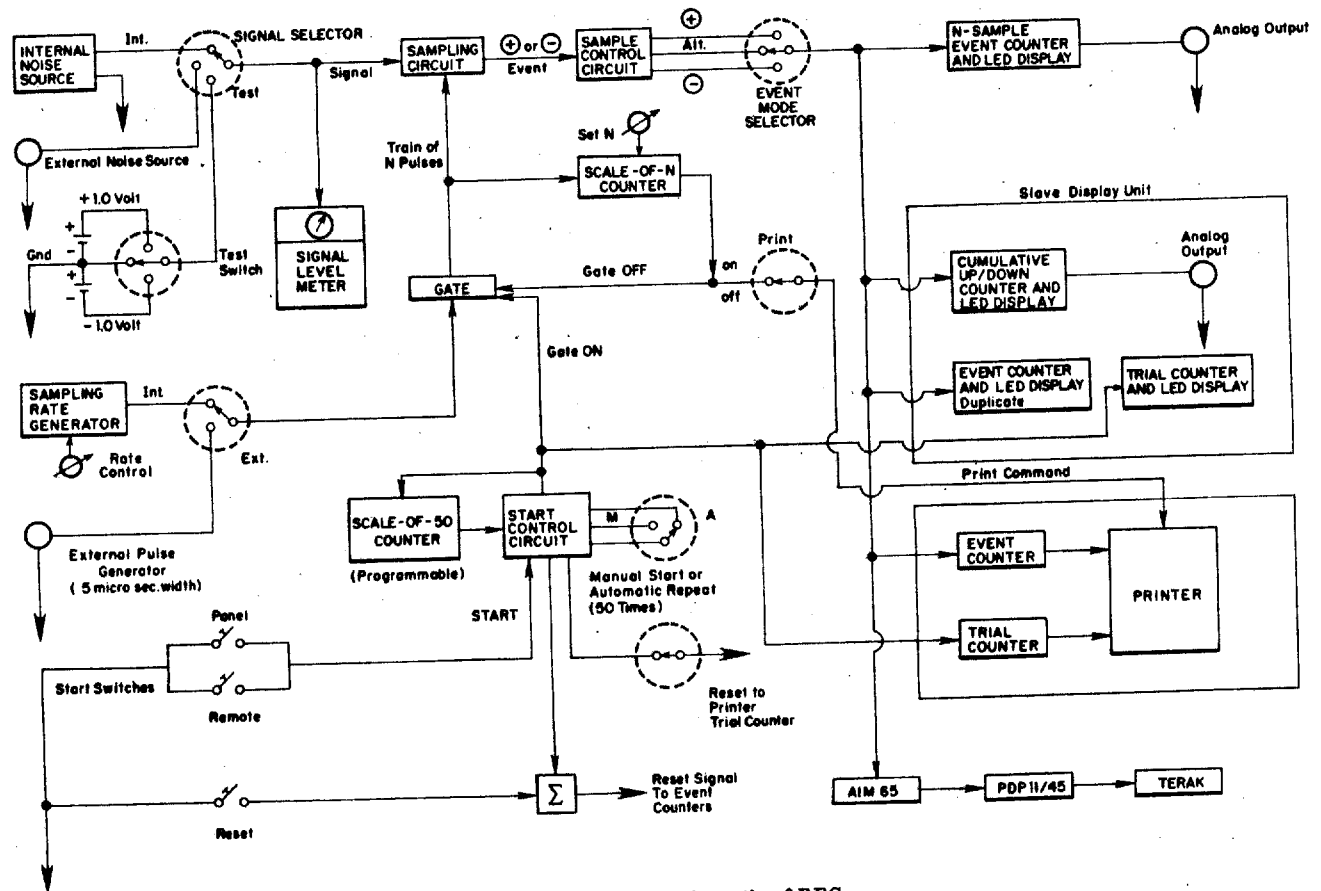 INTERNAL
NOISE
SOURCE
Int.
SIGNAL SELECTOR
Test
Signal
SAMPLING
CIRCUIT
⊕ or ⊖
Event
SAMPLE
CONTROL
CIRCUIT
⊕
Alt.
⊖
EVENT
MODE
SELECTOR
N-SAMPLE
EVENT COUNTER
AND LED DISPLAY
Analog Output
External Noise Source
+1.0 Volt
+
-
Gnd
+
-
-1.0 Volt
Test
Switch
SIGNAL
LEVEL
METER
Train of
N Pulses
Set N
SCALE-OF-N
COUNTER
Slave Display Unit
Print
on
off
Gate OFF
GATE
Gate ON
CUMULATIVE
UP/DOWN
COUNTER AND
LED DISPLAY
Analog
Output
EVENT COUNTER
AND LED DISPLAY
Duplicate
TRIAL COUNTER
AND LED DISPLAY
SAMPLING
RATE
GENERATOR
Int
Ext.
Rate
Control
External Pulse
Generator
( 5 micro sec. width)
SCALE-OF-50
COUNTER
(Programmable)
START
CONTROL
CIRCUIT
M
A
Manual Start or
Automatic Repeat
(50 Times)
Print Command
EVENT
COUNTER
TRIAL
COUNTER
PRINTER
START
Panel
Start Switches
Remote
Reset to
Printer
Trial Counter
Reset
Σ
Reset Signal
To Event
Counters
AIM 65
PDP 11/45
TERAK